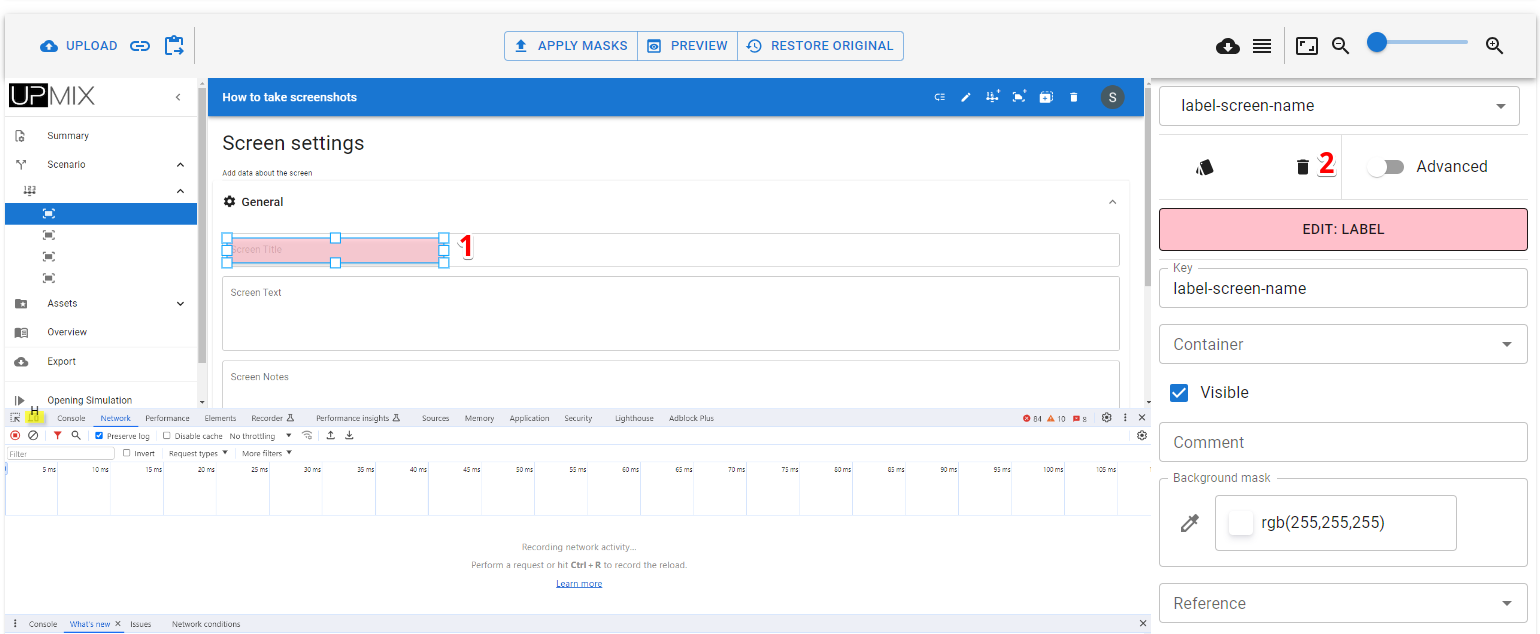 UPLOAD
APPLY MASKS
PREVIEW
RESTORE ORIGINAL
UPMIX
How to take screenshots
S
label-screen-name
Summary
Scenario
Screen settings
Add data about the screen
General
2
Advanced
EDIT: LABEL
Screen Title
1
Key
label-screen-name
Screen Text
Assets
Overview
Container
Export
Screen Notes
Visible
Opening Simulation
H
Console Network Performance Elements Recorder Performance insights Sources Memory Application Security Lighthouse Adblock Plus 84 10 8
Preserve log Disable cache No throttling
Comment
Filter Invert Request types More filters
5 ms 10 ms 15 ms 20 ms 25 ms 30 ms 35 ms 40 ms 45 ms 50 ms 55 ms 60 ms 65 ms 70 ms 75 ms 80 ms 85 ms 90 ms 95 ms 100 ms 105 ms
Background mask
rgb(255,255,255)
Recording network activity...
Perform a request or hit Ctrl + R to record the reload.
Learn more
Reference
Console What's new Issues Network conditions